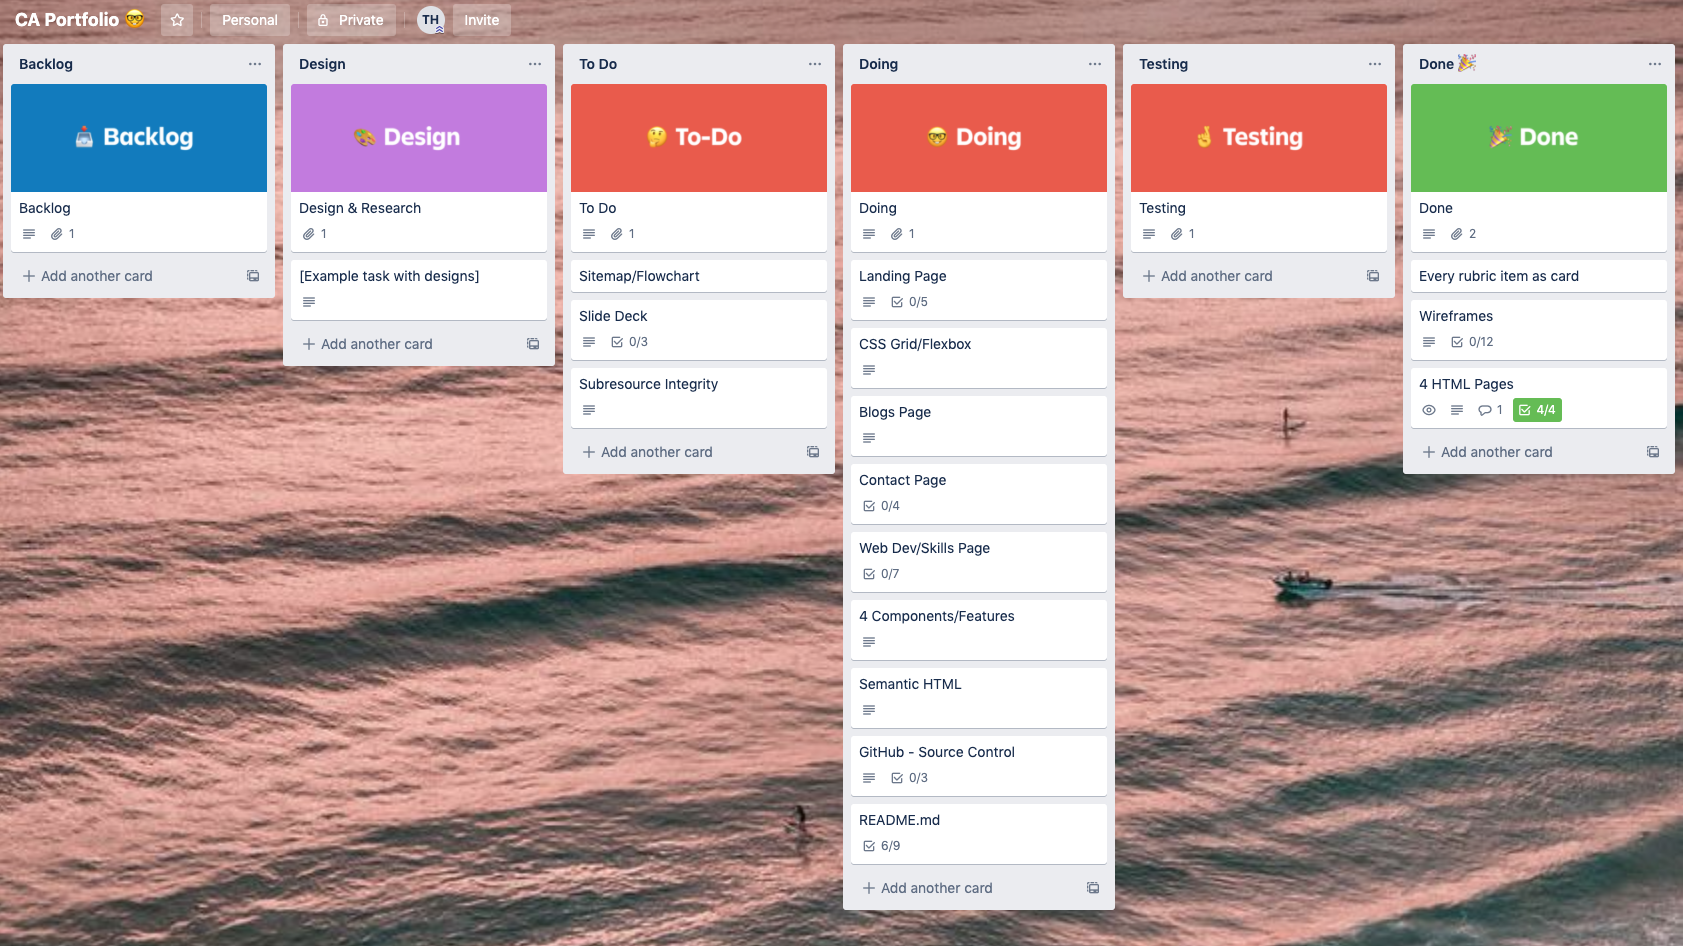 CA Portfolio 🤓
Personal
Private
TH
Invite
Backlog
Backlog
Backlog
1
Add another card
Design
Design
Design & Research
1
[Example task with designs]
Add another card
To Do
To-Do
To Do
1
Sitemap/Flowchart
Slide Deck
0/3
Subresource Integrity
Add another card
Doing
Doing
Doing
1
Landing Page
0/5
CSS Grid/Flexbox
Blogs Page
Contact Page
0/4
Web Dev/Skills Page
0/7
4 Components/Features
Semantic HTML
GitHub - Source Control
0/3
README.md
6/9
Add another card
Testing
Testing
Testing
1
Add another card
Done 🎉
Done
Done
2
Every rubric item as card
Wireframes
0/12
4 HTML Pages
1
4/4
Add another card